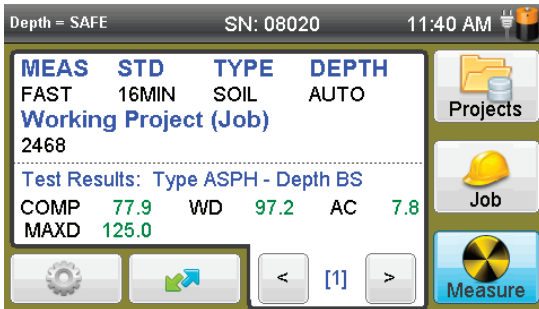 Depth = SAFE SN: 08020 11:40 AM
MEAS STD TYPE DEPTH
FAST 16MIN SOIL AUTO
Working Project (Job)
2468
Test Results: Type ASPH - Depth BS
COMP 77.9 WD 97.2 AC 7.8
MAXD 125.0
< [1] >
Projects
Job
Measure